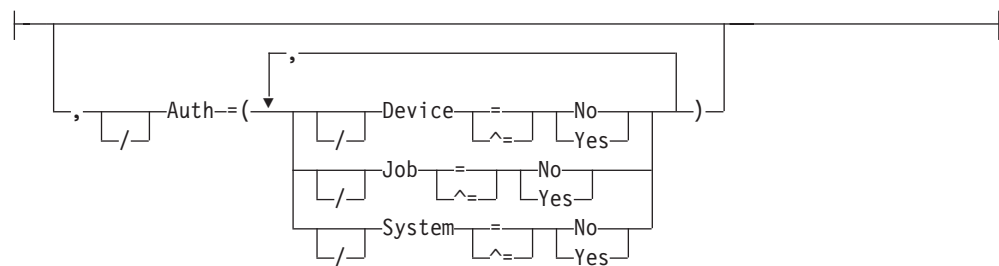 ,
, / Auth =( / Device = ^= No Yes )
/ Job = ^= No Yes
/ System = ^= No Yes